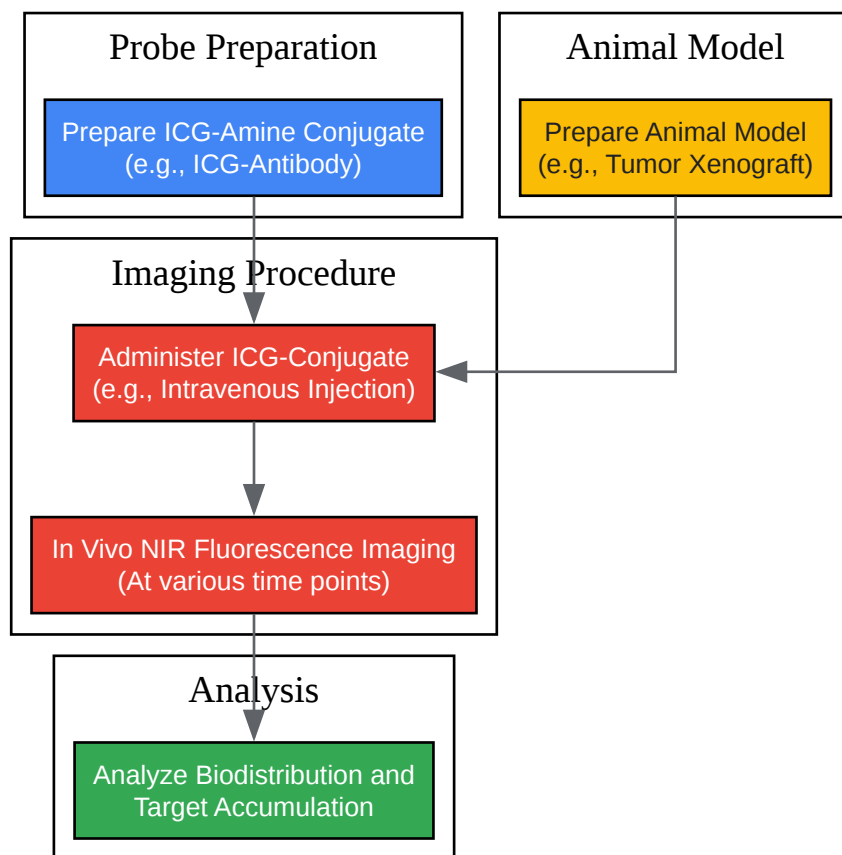 Probe Preparation
Prepare ICG-Amine Conjugate
(e.g., ICG-Antibody)
Animal Model
Prepare Animal Model
(e.g., Tumor Xenograft)
Imaging Procedure
Administer ICG-Conjugate
(e.g., Intravenous Injection)
In Vivo NIR Fluorescence Imaging
(At various time points)
Analysis
Analyze Biodistribution and
Target Accumulation